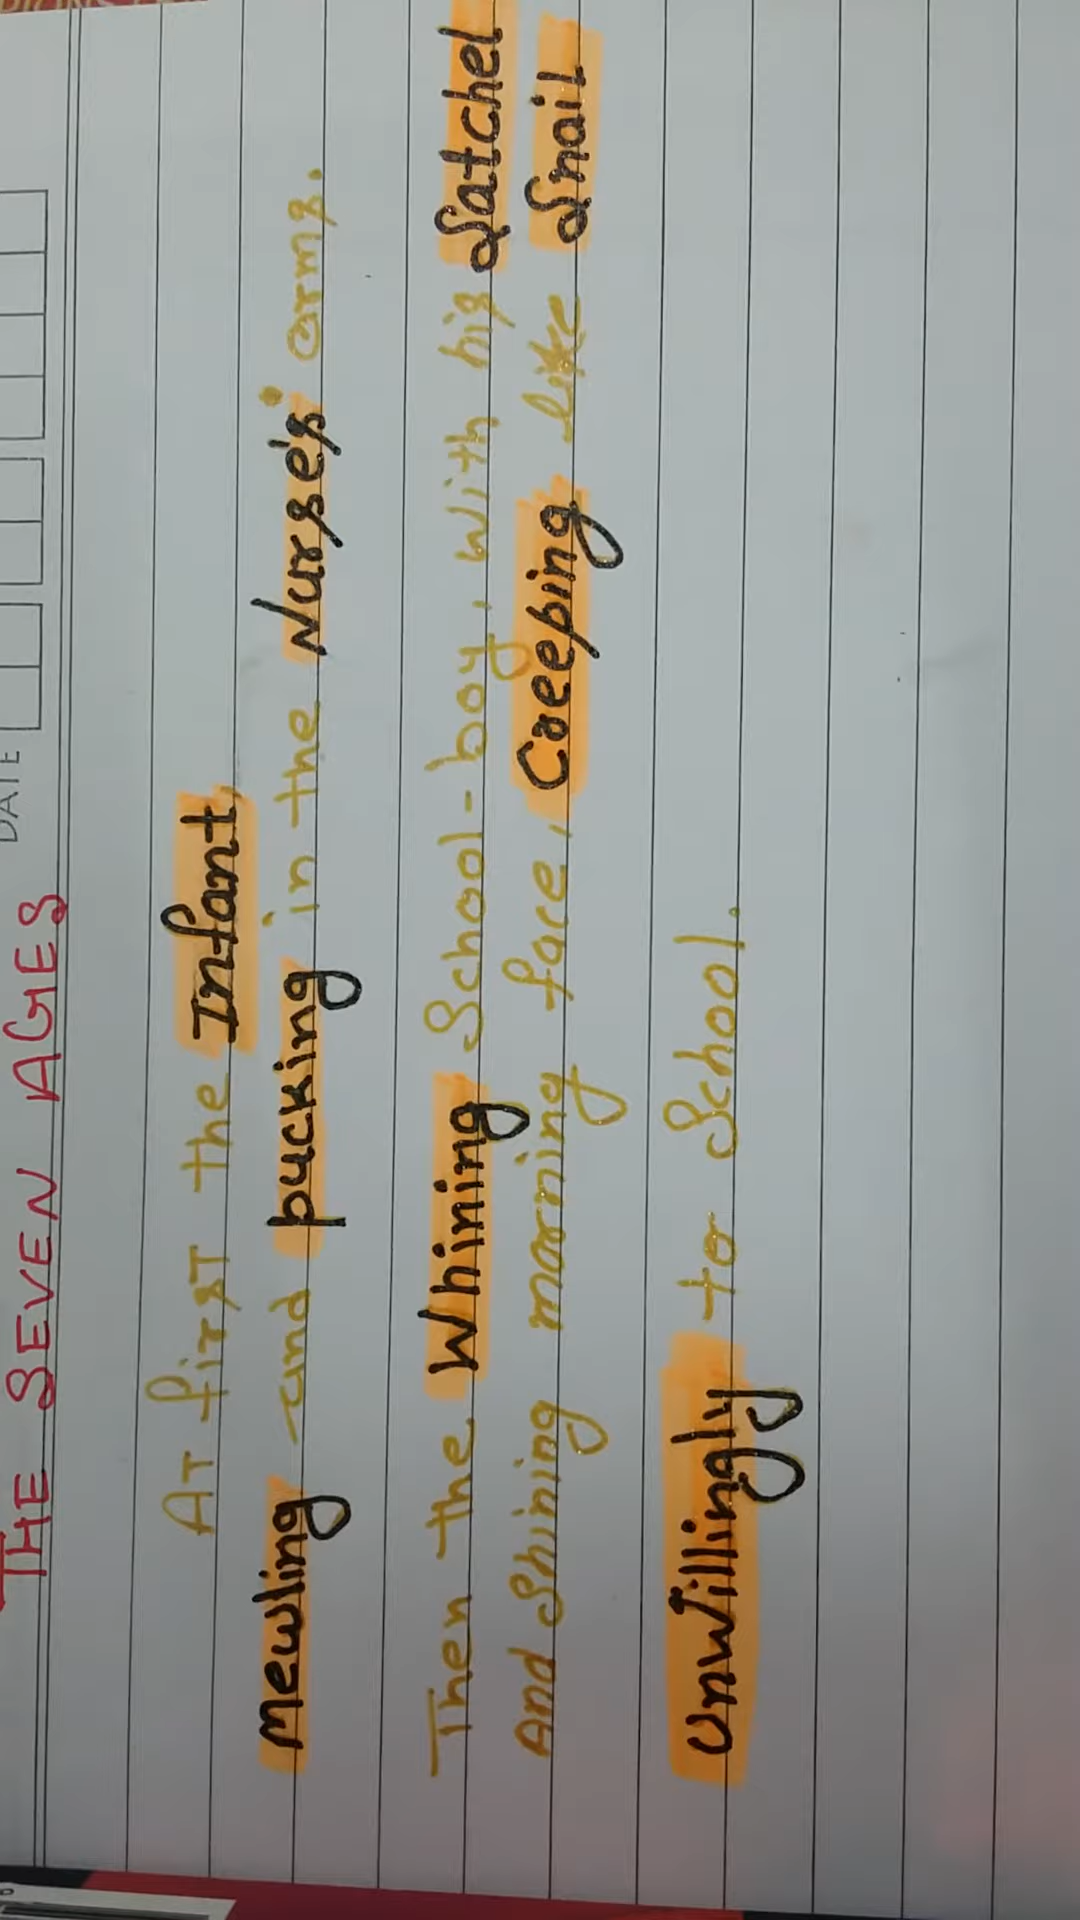 DATE
THE SEVEN AGES
At first the Infant,
mewling and pucking in the Nurse's arms.
Then the Whining School-boy, with his Satchel
And Shining morning face, Creeping like Snail
Unwillingly to School.